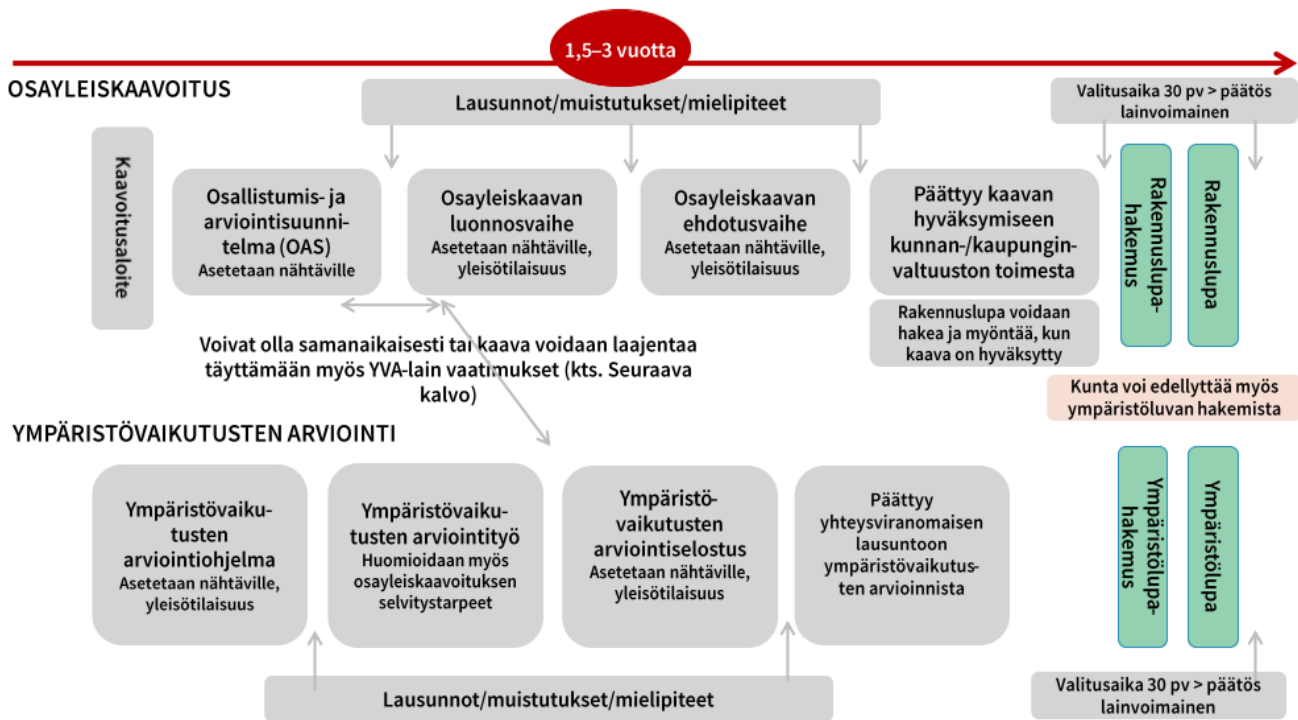 1,5–3 vuotta
OSAYLEISKAAVOITUS
Lausunnot/muistutukset/mielipiteet
Valitusaika 30 pv > päätös
lainvoimainen
Kaavoitusaloite
Osallistumis- ja
arviointisuunni-
telma (OAS)
Asetetaan nähtäville
Osayleiskaavan
luonnosvaihe
Asetetaan nähtäville,
yleisötilaisuus
Osayleiskaavan
ehdotusvaihe
Asetetaan nähtäville,
yleisötilaisuus
Päättyy kaavan
hyväksymiseen
kunnan-/kaupungin-
valtuuston toimesta
Rakennuslupa-
hakemus
Rakennuslupa
Rakennuslupa voidaan
hakea ja myöntää, kun
kaava on hyväksytty
Voivat olla samanaikaisesti tai kaava voidaan laajentaa
täyttämään myös YVA-lain vaatimukset (kts. Seuraava
kalvo)
Kunta voi edellyttää myös
ympäristöluvan hakemista
YMPÄRISTÖVAIKUTUSTEN ARVIOINTI
Ympäristövaiku-
tusten
arviointiohjelma
Asetetaan nähtäville,
yleisötilaisuus
Ympäristövaiku-
tusten arviointityö
Huomioidaan myös
osayleiskaavoituksen
selvitystarpeet
Ympäristö-
vaikutusten
arviointiselostus
Asetetaan nähtäville,
yleisötilaisuus
Päättyy
yhteysviranomaisen
lausuntoon
ympäristövaikutus-
ten arvioinnista
Ympäristölupa-
hakemus
Ympäristölupa
Lausunnot/muistutukset/mielipiteet
Valitusaika 30 pv > päätös
lainvoimainen